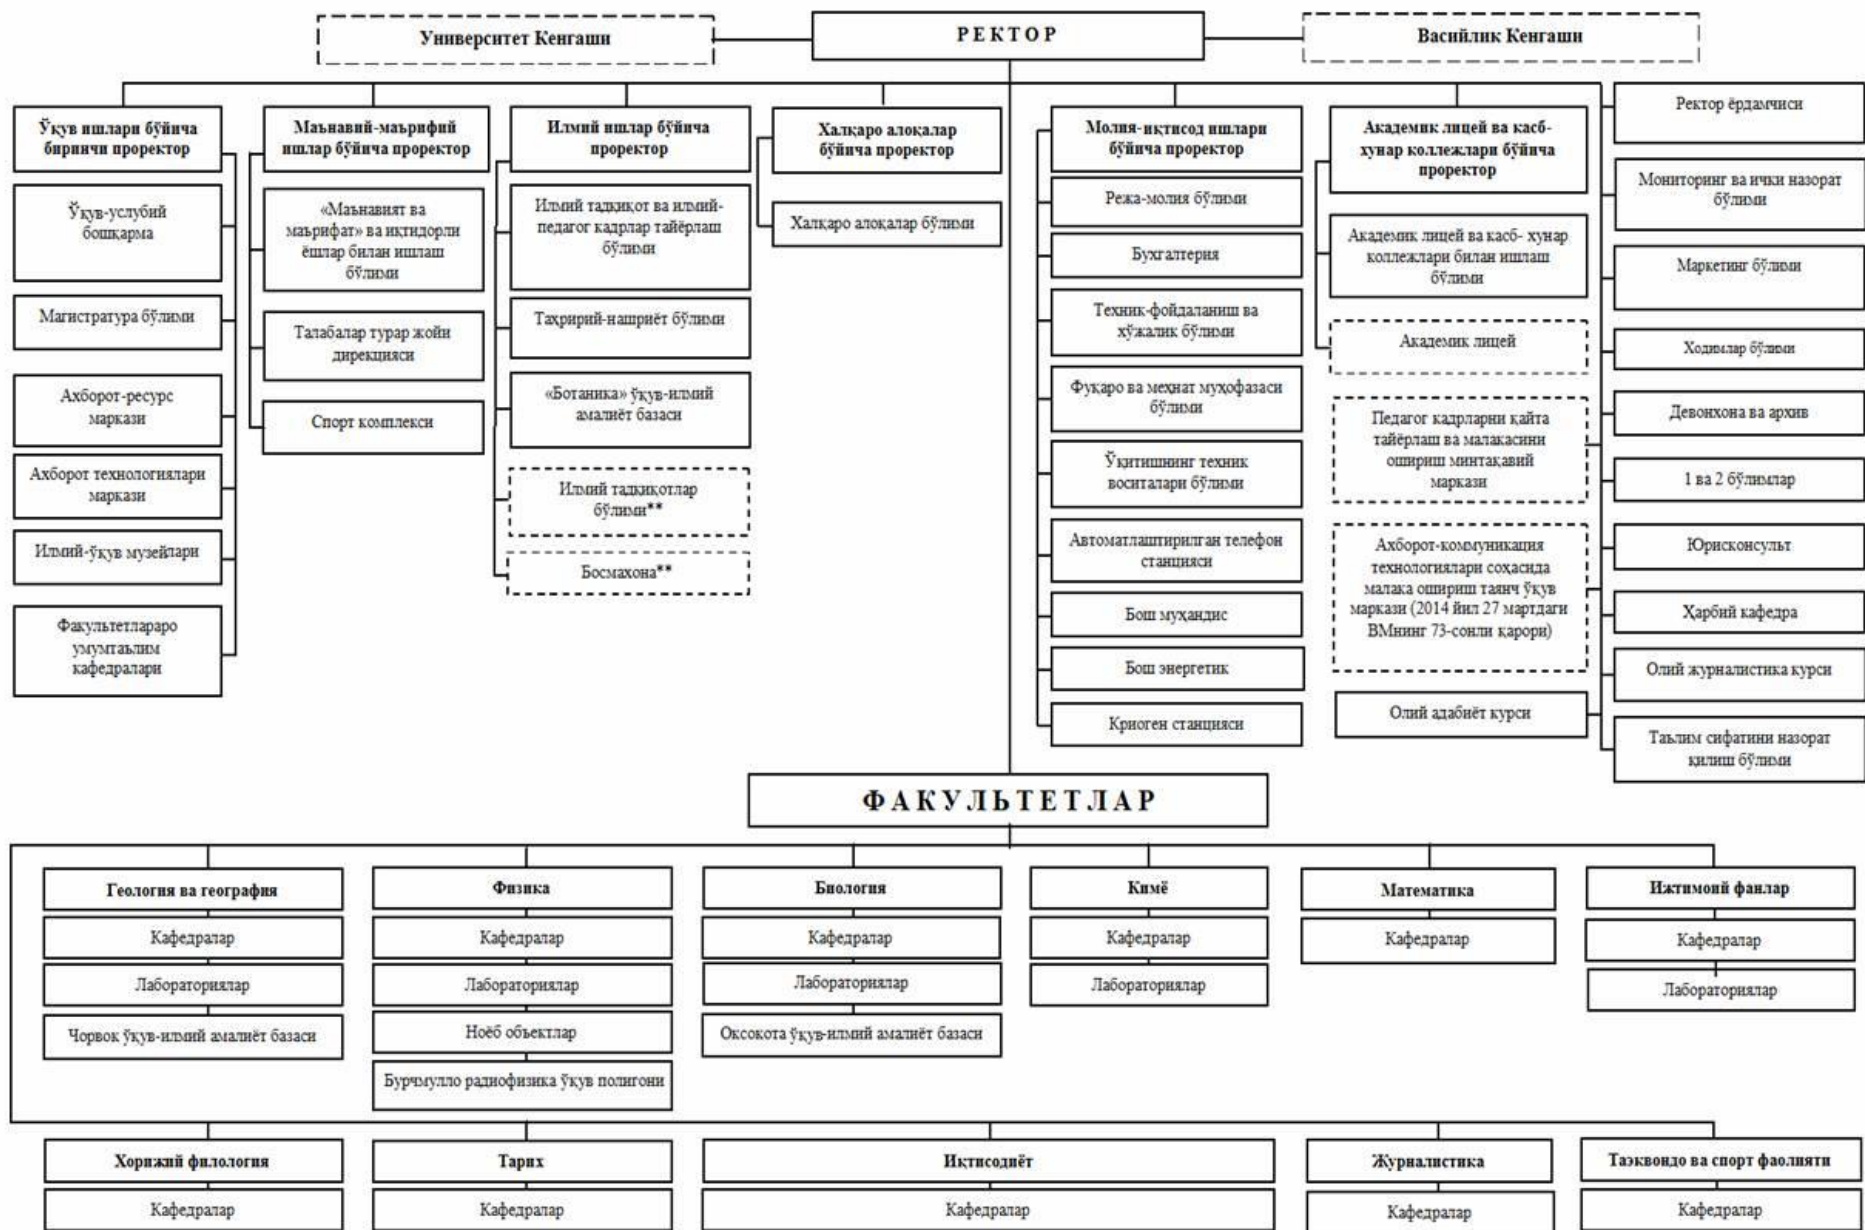 Университет Кенгаши
РЕКТОР
Васийлик Кенгаши
Ўқув ишлари бўйича
биринчи проректор
Ўқув-услубий
бошқарма
Магистратура бўлими
Ахборот-ресурс
маркази
Ахборот технологиялари
маркази
Илмий-ўқув музейлари
Факультетлараро
умумтаълим
кафедралари
Маънавий-маърифий
ишлар бўйича проректор
«Маънавият ва
маърифат» ва иқтидорли
ёшлар билан ишлаш
бўлими
Талабалар турар жойи
дирекцияси
Спорт комплекси
Илмий ишлар бўйича
проректор
Илмий тадқиқот ва илмий-
педагог кадрлар тайёрлаш
бўлими
Таҳририй-нашриёт бўлими
«Ботаника» ўқув-илмий
амалиёт базаси
Илмий тадқиқотлар
бўлими**
Босмахона**
Халқаро алоқалар
бўйича проректор
Халқаро алоқалар бўлими
Молия-иқтисод ишлари
бўйича проректор
Режа-молия бўлими
Бухгалтерия
Техник-фойдаланиш ва
хўжалик бўлими
Фуқаро ва меҳнат муҳофазаси
бўлими
Ўқитишнинг техник
воситалари бўлими
Автоматлаштирилган телефон
станцияси
Бош муҳандис
Бош энергетик
Криоген станцияси
Академик лицей ва касб-
хунар коллежлари бўйича
проректор
Академик лицей ва касб- хунар
коллежлари билан ишлаш
бўлими
Академик лицей
Педагог кадрларни қайта
тайёрлаш ва малакасини
ошириш минтақавий
маркази
Ахборот-коммуникация
технологиялари соҳасида
малака ошириш таянч ўқув
маркази (2014 йил 27 мартдаги
ВМнинг 73-сонли қарори)
Олий адабиёт курси
Ректор ёрдамчиси
Мониторинг ва ички назорат
бўлими
Маркетинг бўлими
Ходимлар бўлими
Девонхона ва архив
1 ва 2 бўлимлар
Юрисконсульт
Ҳарбий кафедра
Олий журналистика курси
Таълим сифатини назорат
қилиш бўлими
ФАКУЛЬТЕТЛАР
Геология ва география
Кафедралар
Лабораториялар
Чорвоқ ўқув-илмий амалиёт базаси
Физика
Кафедралар
Лабораториялар
Ноёб объектлар
Бурчмулло радиофизика ўқув полигони
Биология
Кафедралар
Лабораториялар
Оксокота ўқув-илмий амалиёт базаси
Кимё
Кафедралар
Лабораториялар
Математика
Кафедралар
Ижтимоий фанлар
Кафедралар
Лабораториялар
Хорижий филология
Кафедралар
Тарих
Кафедралар
Иқтисодиёт
Кафедралар
Журналистика
Кафедралар
Таэквондо ва спорт фаолияти
Кафедралар